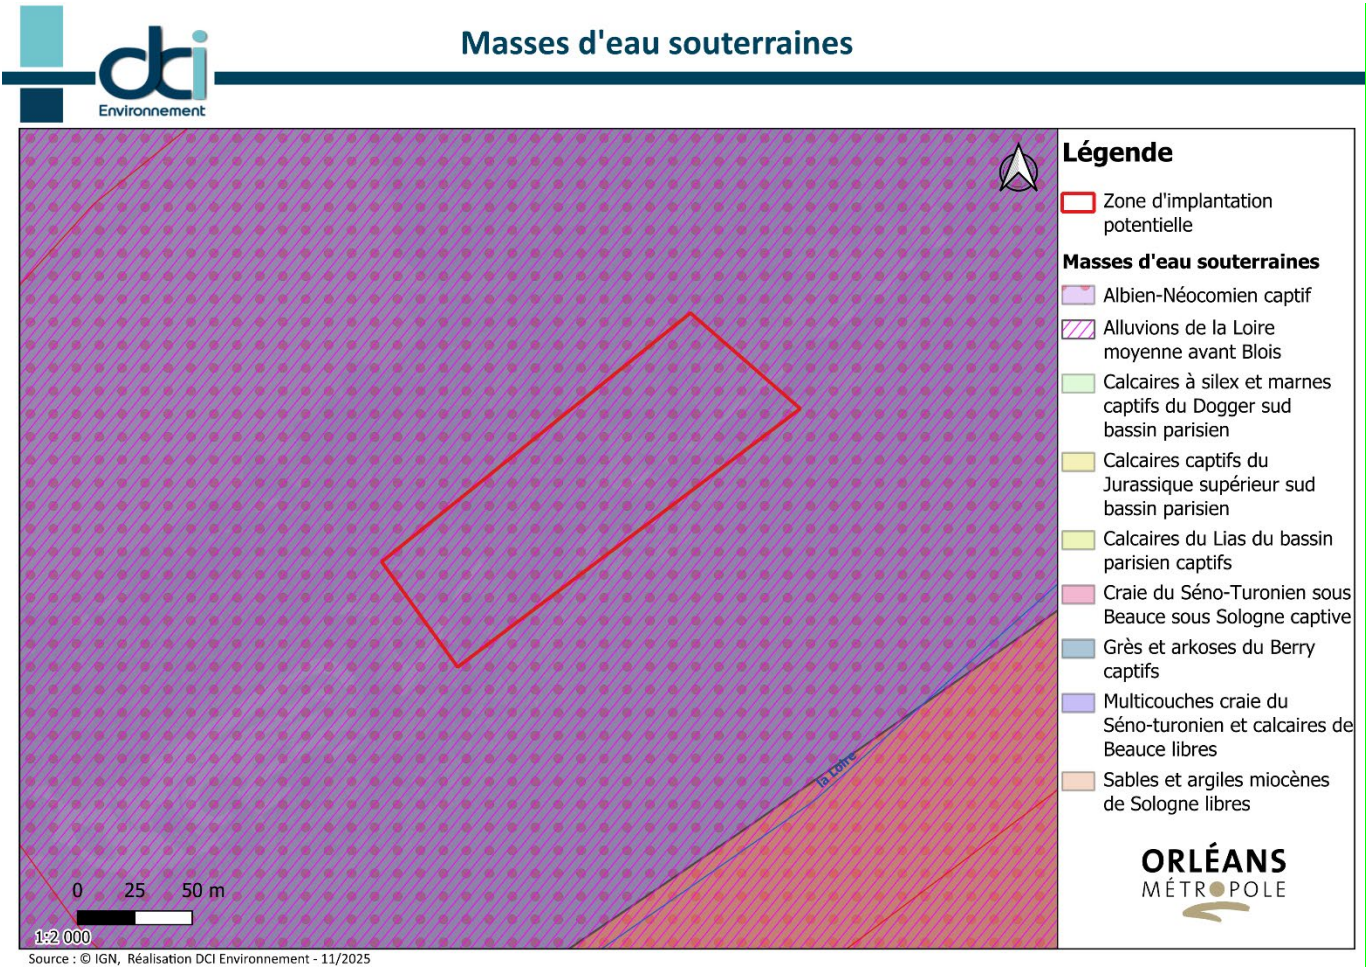 dci
Environnement
Masses d'eau souterraines
Légende
Zone d'implantation
potentielle
Masses d'eau souterraines
Albien-Néocomien captif
Alluvions de la Loire
moyenne avant Blois
Calcaires à silex et marnes
captifs du Dogger sud
bassin parisien
Calcaires captifs du
Jurassique supérieur sud
bassin parisien
Calcaires du Lias du bassin
parisien captifs
Craie du Séno-Turonien sous
Beauce sous Sologne captive
Grès et arkoses du Berry
captifs
Multicouches craie du
Séno-turonien et calcaires de
Beauce libres
Sables et argiles miocènes
de Sologne libres
la Loire
ORLÉANS
MÉTROPOLE
0 25 50 m
1:2 000
Source : © IGN, Réalisation DCI Environnement - 11/2025